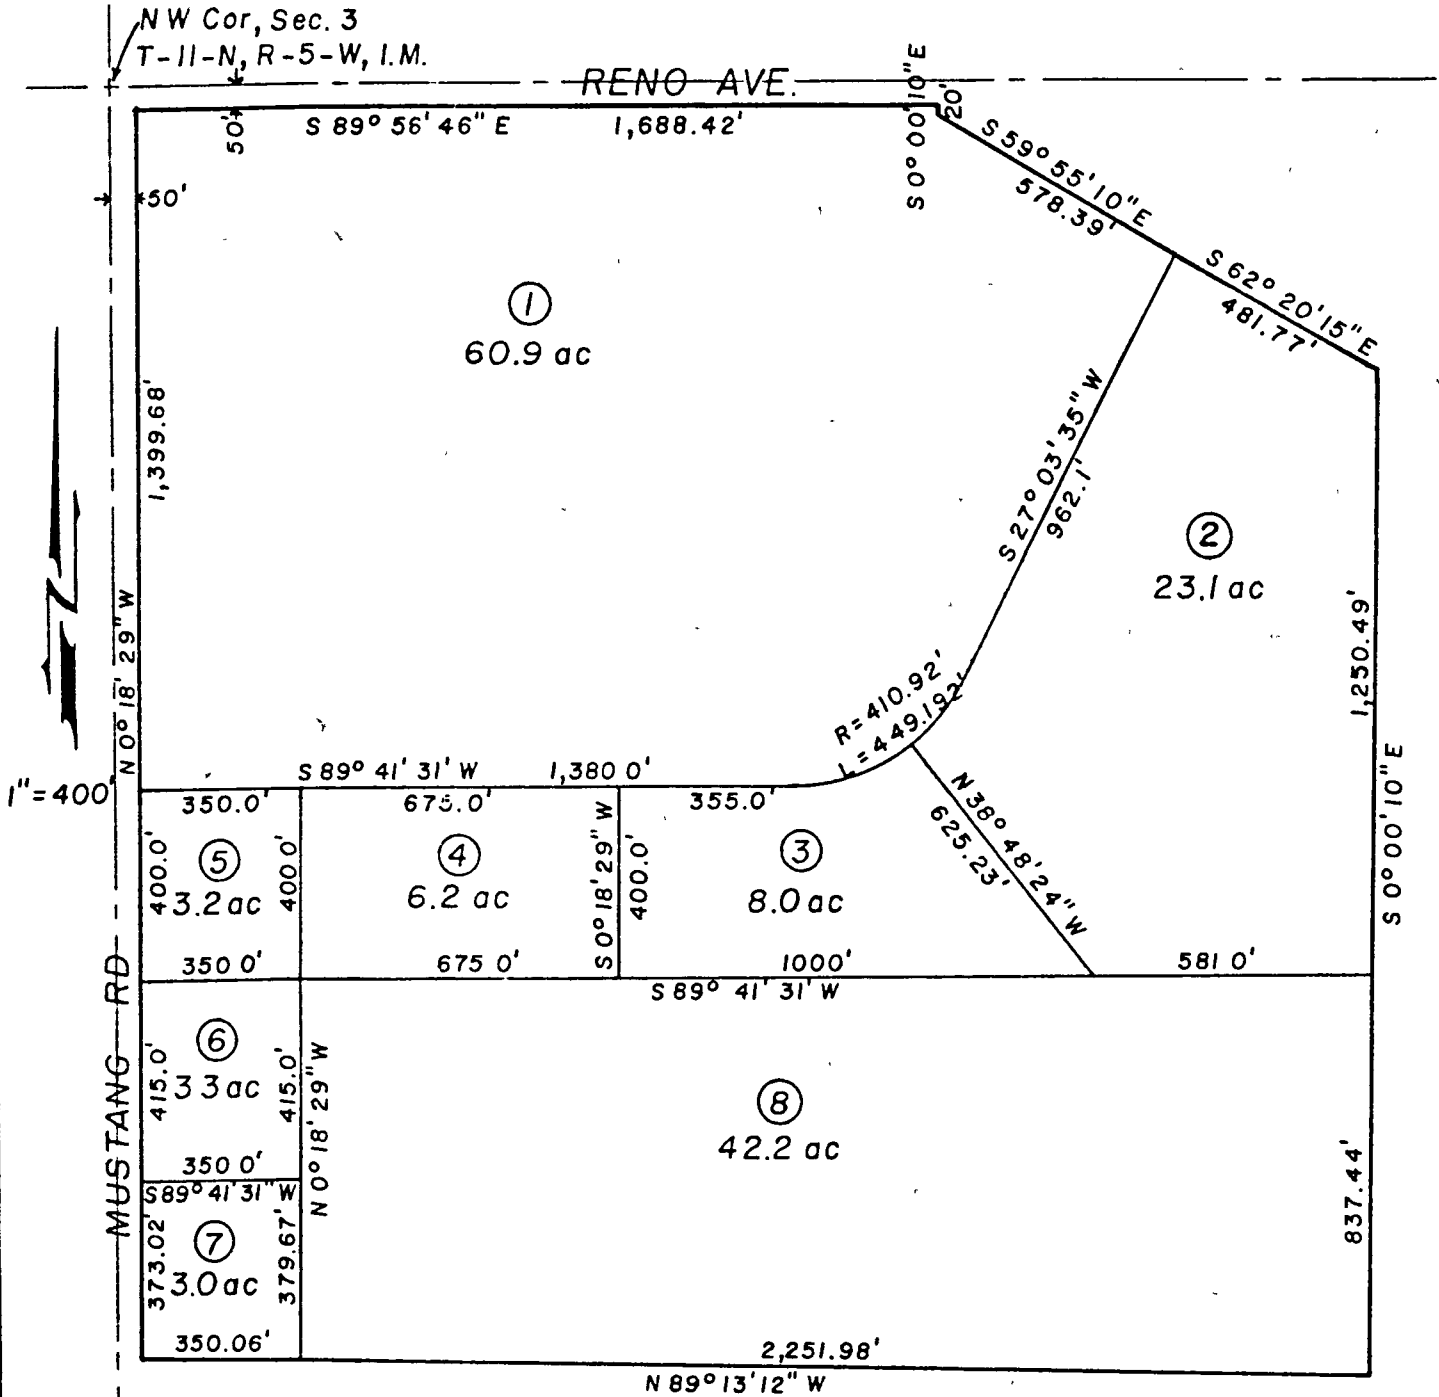 NW Cor, Sec. 3
T-11-N, R-5-W, I.M.
RENO AVE.
50'
S 89° 56' 46" E 1,688.42'
S 0° 00' 10" E
20'
S 59° 55' 10" E
578.39'
50'
S 62° 20' 15" E
481.77'
1
60.9 ac
1,399.68'
S 27° 03' 35" W
962.1'
2
23.1 ac
N 0° 18' 29" W
1,250.49'
R=410.92'
L=449.192'
S 0° 00' 10" E
1"=400'
S 89° 41' 31" W 1,380 0'
350.0'
675.0'
355.0'
N 38° 48' 24" W
625.23'
400.0'
5
3.2 ac
400.0'
4
6.2 ac
S 0° 18' 29" W
400.0'
3
8.0 ac
350 0'
675 0'
1000'
581 0'
S 89° 41' 31' W
MUSTANG RD
415.0'
6
3 3 ac
415.0'
N 0° 18' 29" W
350 0'
S 89° 41' 31" W
8
42.2 ac
837.44'
373.02'
7
3.0 ac
379.67'
350.06'
2,251.98'
N 89° 13' 12" W